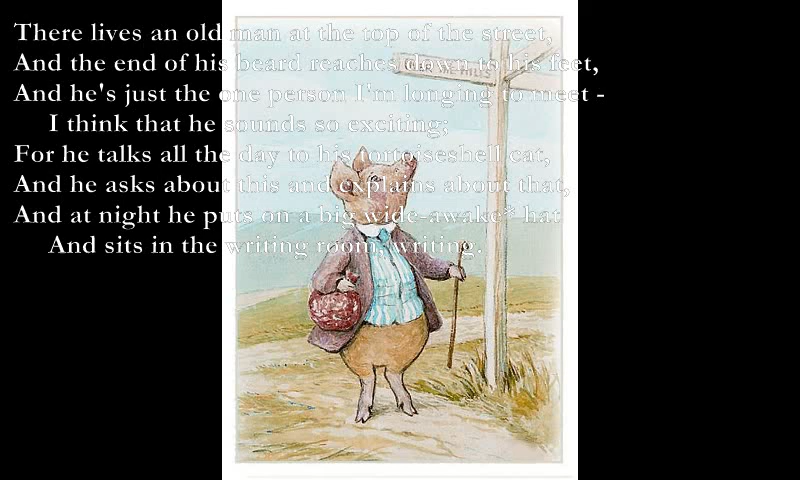 There lives an old man at the top of the street,
And the end of his beard reaches down to his feet,
And he's just the one person I'm longing to meet -
I think that he sounds so exciting;
For he talks all the day to his tortoiseshell cat,
And he asks about this and explains about that,
And at night he puts on a big wide-awake* hat
And sits in the writing room, writing.